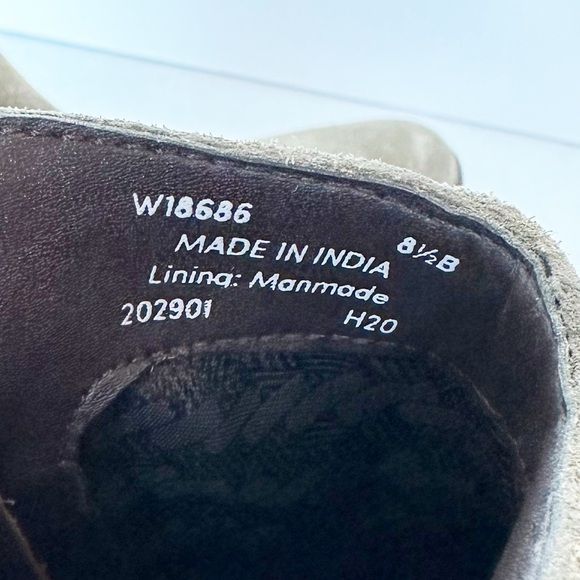 W18686 8½B
MADE IN INDIA
Lining: Manmade
202901 H20